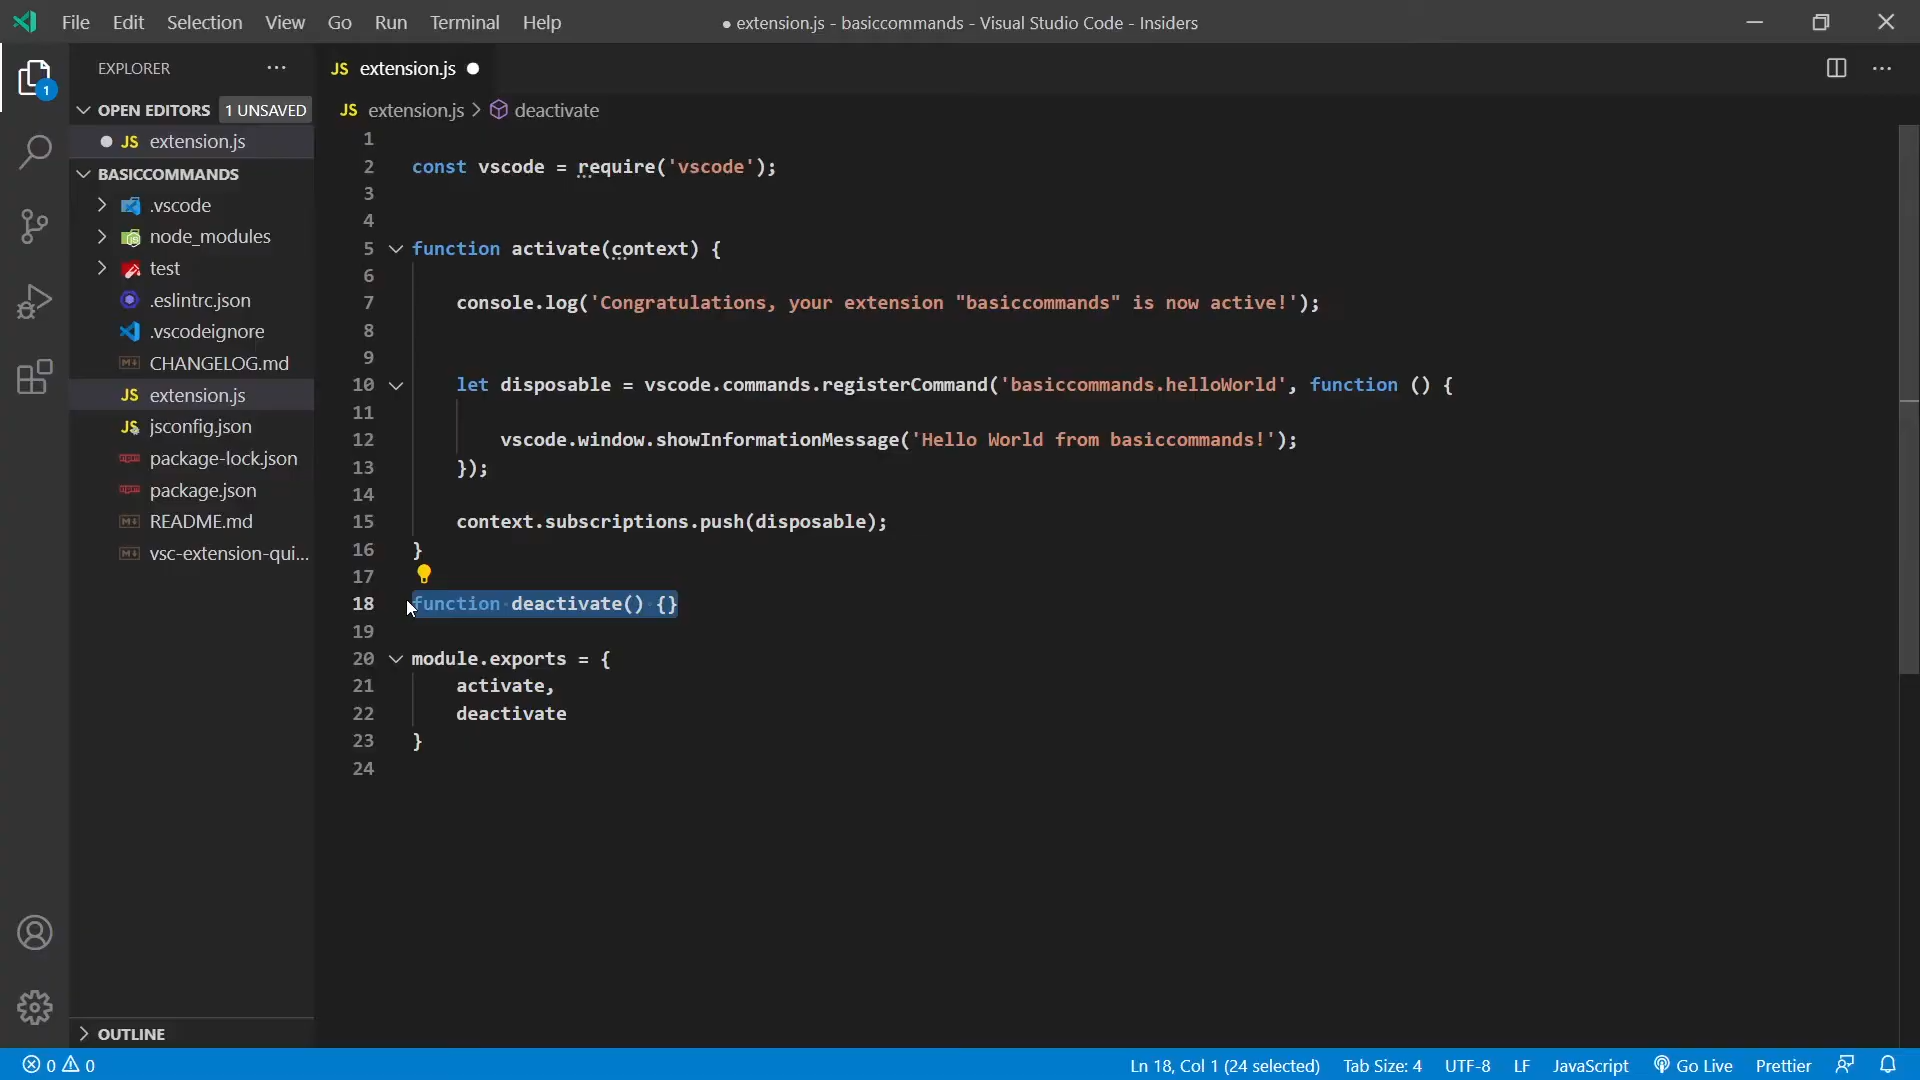 File Edit Selection View Go Run Terminal Help
● extension.js - basiccommands - Visual Studio Code - Insiders
EXPLORER
JS extension.js
OPEN EDITORS 1 UNSAVED
JS extension.js
JS extension.js > deactivate
BASICCOMMANDS
.vscode
node_modules
test
.eslintrc.json
.vscodeignore
CHANGELOG.md
JS extension.js
JS jsconfig.json
package-lock.json
package.json
README.md
vsc-extension-qui...
OUTLINE
1
1
2 const vscode = require('vscode');
3
4
5 function activate(context) {
6
7 console.log('Congratulations, your extension "basiccommands" is now active!');
8
9
10 let disposable = vscode.commands.registerCommand('basiccommands.helloWorld', function () {
11
12 vscode.window.showInformationMessage('Hello World from basiccommands!');
13 });
14
15 context.subscriptions.push(disposable);
16 }
17
18 function deactivate() {}
19
20 module.exports = {
21 activate,
22 deactivate
23 }
24
0 0 Ln 18, Col 1 (24 selected) Tab Size: 4 UTF-8 LF JavaScript Go Live Prettier